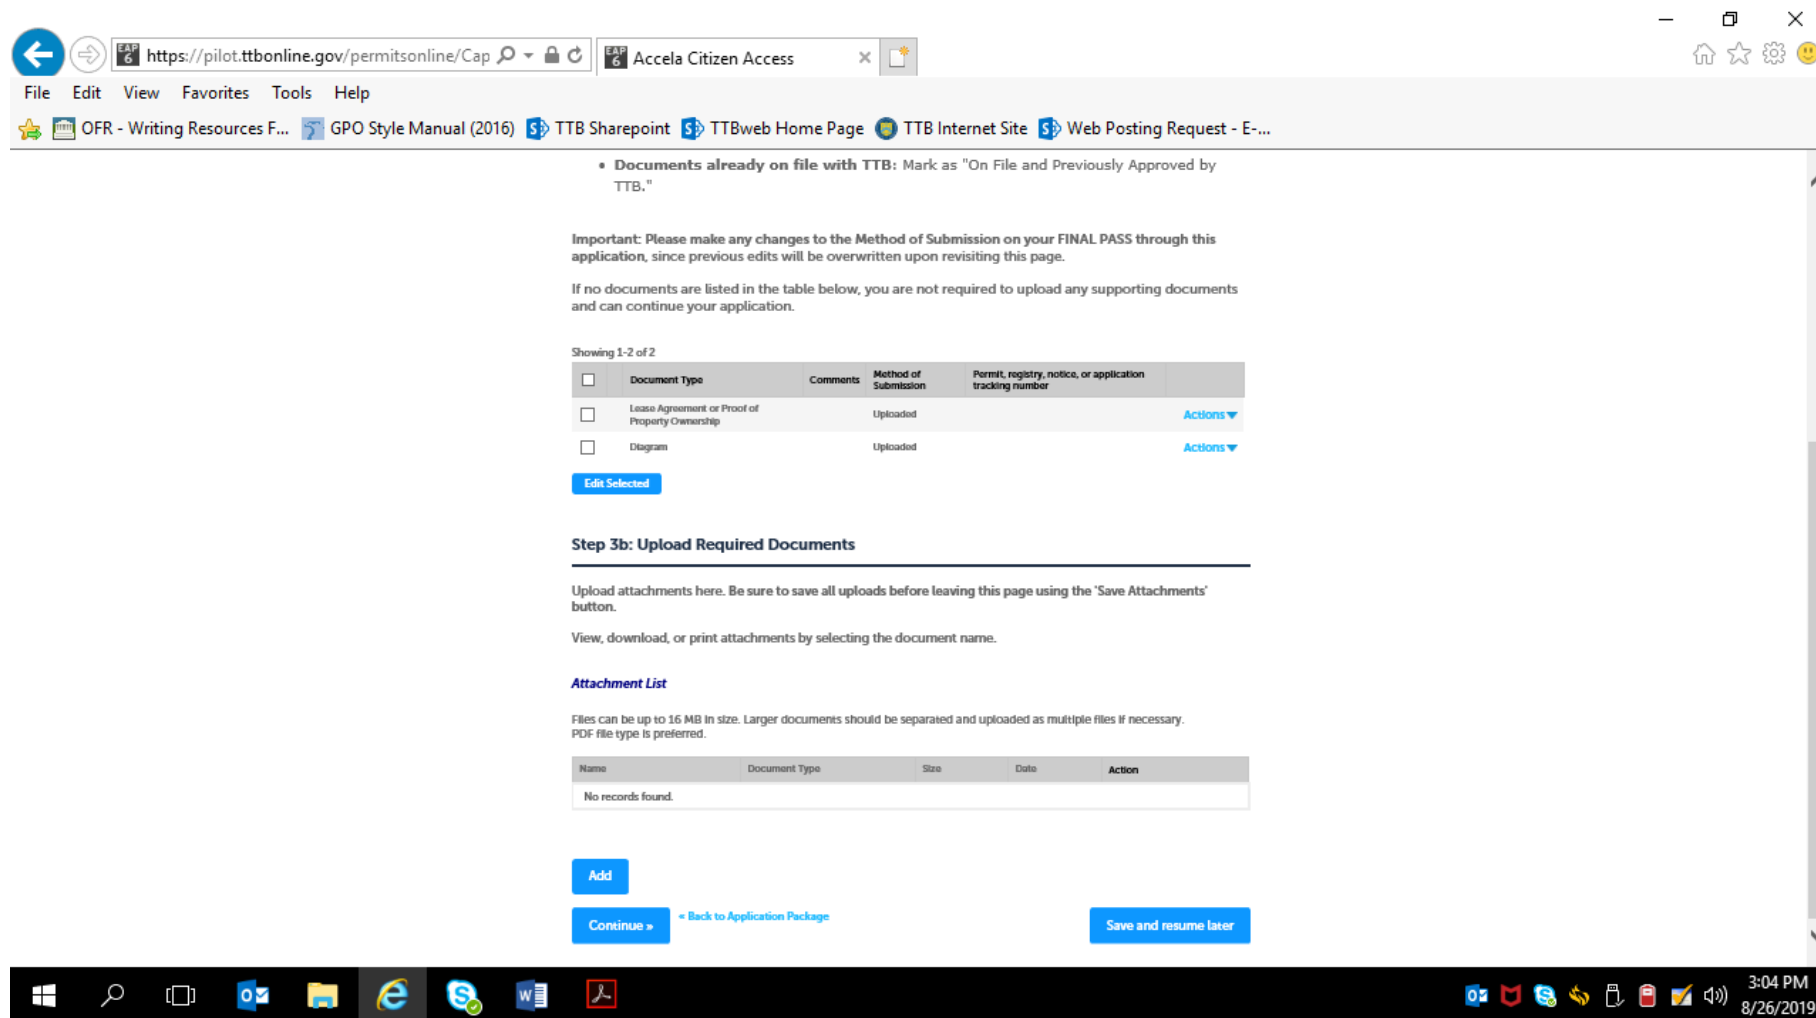 https://pilot.ttbonline.gov/permitsonline/Cap
Accela Citizen Access
File Edit View Favorites Tools Help
OFR - Writing Resources F... GPO Style Manual (2016) TTB Sharepoint TTBweb Home Page TTB Internet Site Web Posting Request - E-...
• Documents already on file with TTB: Mark as "On File and Previously Approved by
TTB."
Important: Please make any changes to the Method of Submission on your FINAL PASS through this
application, since previous edits will be overwritten upon revisiting this page.
If no documents are listed in the table below, you are not required to upload any supporting documents
and can continue your application.
Showing 1-2 of 2
Document Type Comments Method of Submission Permit, registry, notice, or application tracking number
Lease Agreement or Proof of Property Ownership Uploaded Actions
Diagram Uploaded Actions
Edit Selected
Step 3b: Upload Required Documents
Upload attachments here. Be sure to save all uploads before leaving this page using the 'Save Attachments'
button.
View, download, or print attachments by selecting the document name.
Attachment List
Files can be up to 16 MB in size. Larger documents should be separated and uploaded as multiple files if necessary.
PDF file type is preferred.
Name Document Type Size Date Action
No records found.
Add
Continue » « Back to Application Package Save and resume later
3:04 PM
8/26/2019